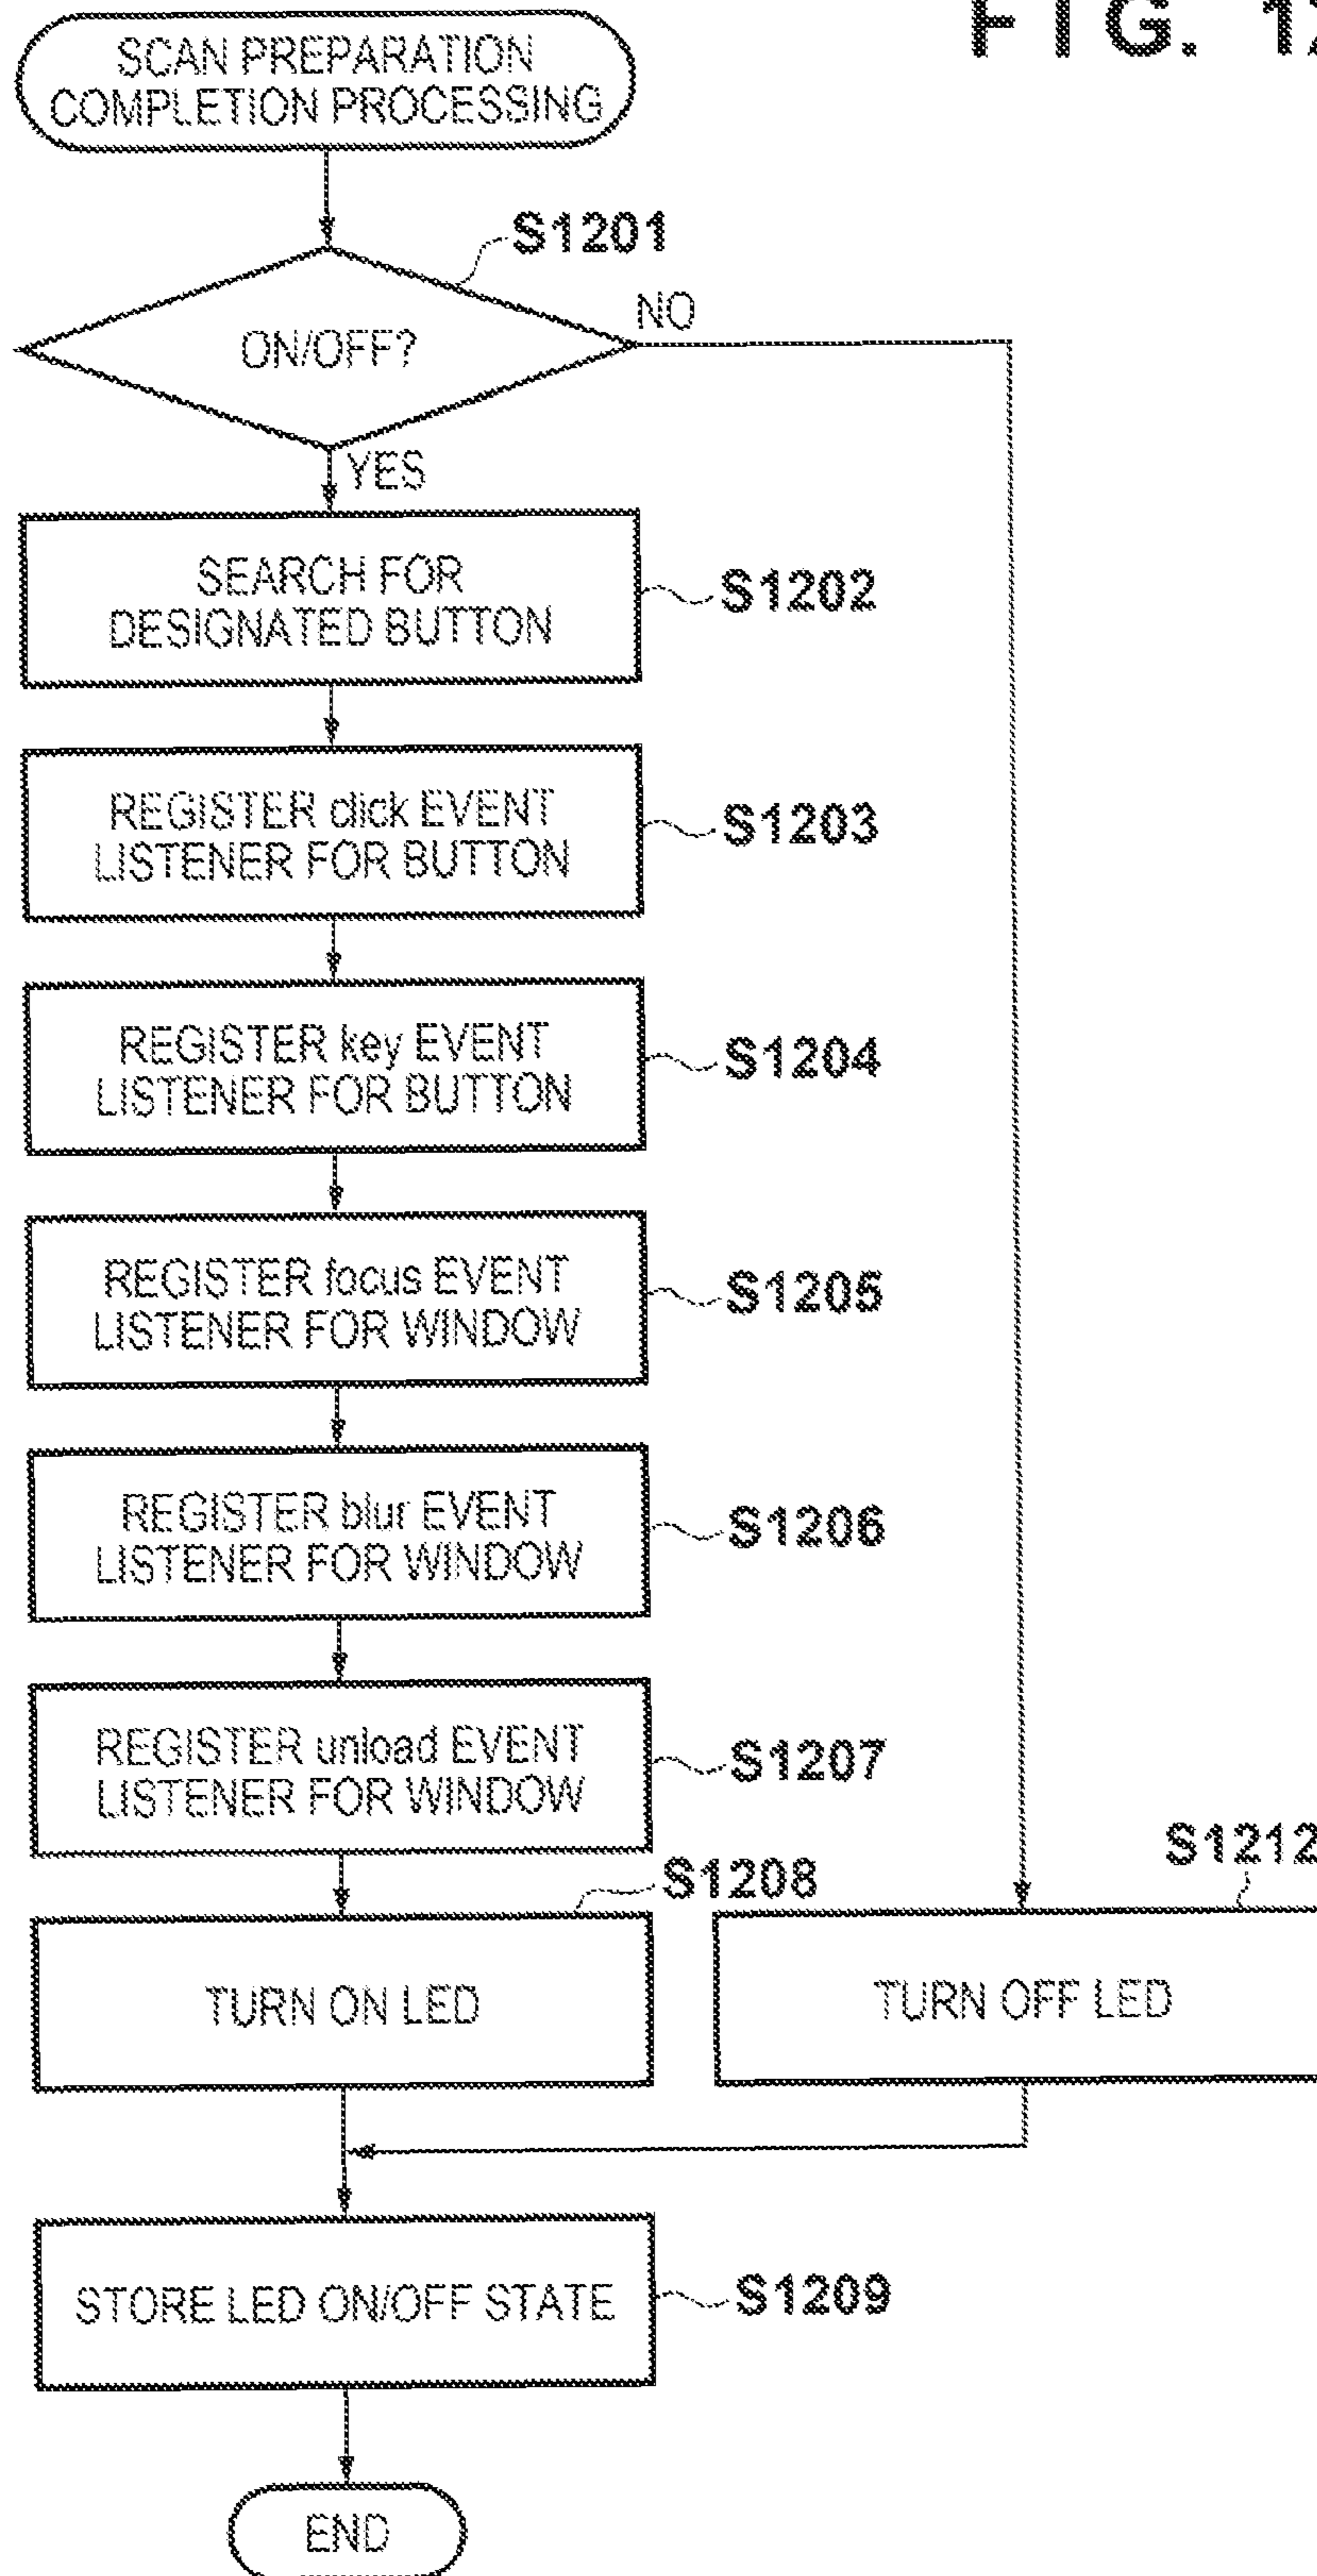 FIG. 12
SCAN PREPARATION
COMPLETION PROCESSING
S1201
ON/OFF?
NO
YES
SEARCH FOR
DESIGNATED BUTTON
S1202
REGISTER click EVENT
LISTENER FOR BUTTON
S1203
REGISTER key EVENT
LISTENER FOR BUTTON
S1204
REGISTER focus EVENT
LISTENER FOR WINDOW
S1205
REGISTER blur EVENT
LISTENER FOR WINDOW
S1206
REGISTER unload EVENT
LISTENER FOR WINDOW
S1207
S1208
TURN ON LED
S1212
TURN OFF LED
STORE LED ON/OFF STATE
S1209
END